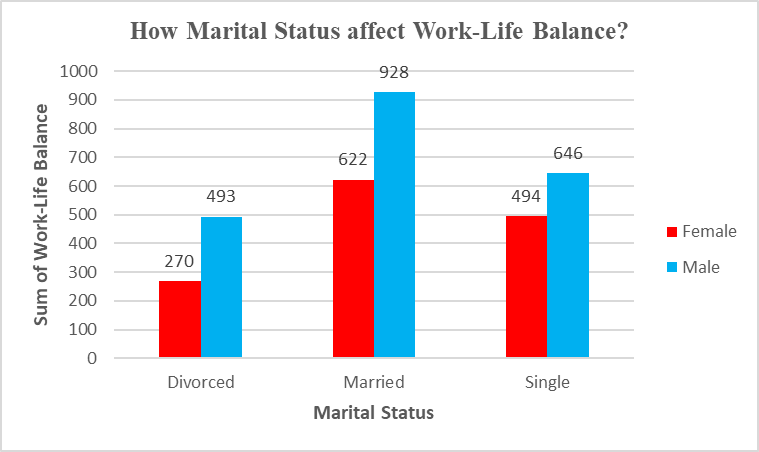 How Marital Status affect Work-Life Balance?
Sum of Work-Life Balance
1000
900
800
700
600
500
400
300
200
100
0
270
493
622
928
494
646
Divorced
Married
Single
Marital Status
Female
Male